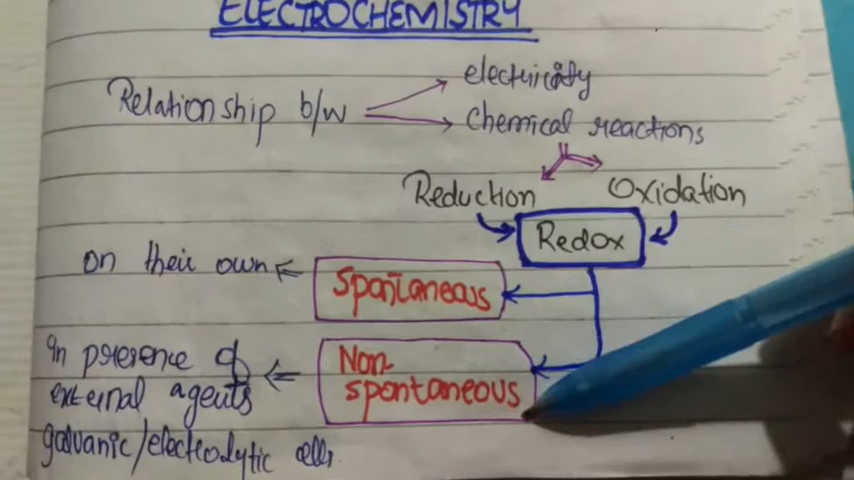 ELECTROCHEMISTRY
electricity
Relationship b/w
chemical reactions
Reduction Oxidation
Redox
on their own
Spontaneous
In presence of
Non-
external agents
spontaneous
galvanic/electrolytic cells